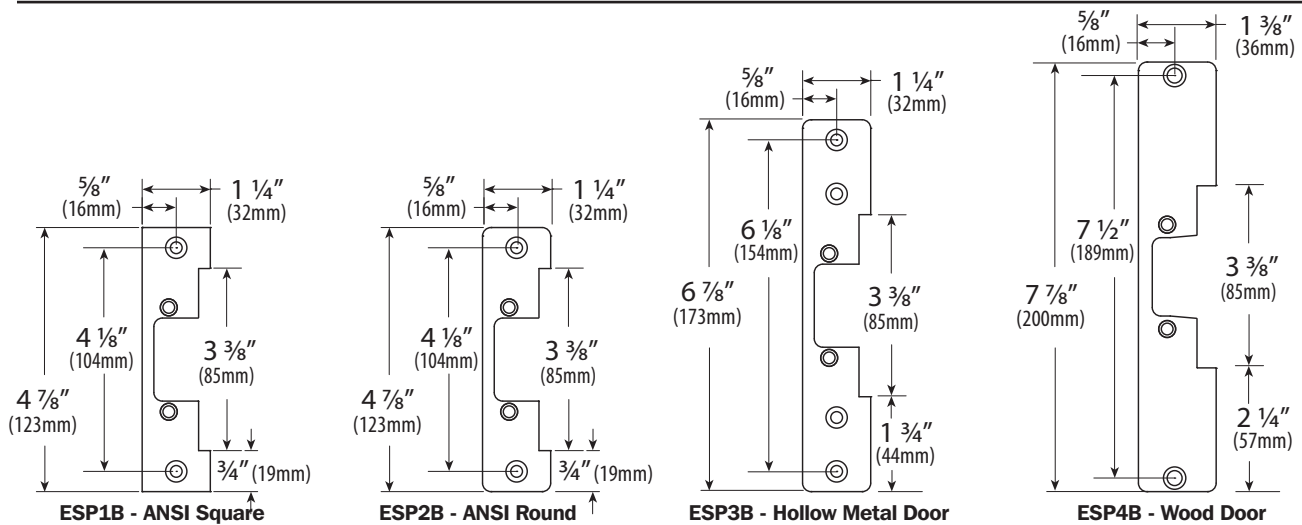 ⅝″
(16mm)
1 ¼″
(32mm)
4 ⅛″
(104mm)
3 ⅜″
(85mm)
4 ⅞″
(123mm)
¾″ (19mm)
ESP1B - ANSI Square
⅝″
(16mm)
1 ¼″
(32mm)
4 ⅛″
(104mm)
3 ⅜″
(85mm)
4 ⅞″
(123mm)
¾″ (19mm)
ESP2B - ANSI Round
⅝″
(16mm)
1 ¼″
(32mm)
6 ⅛″
(154mm)
6 ⅞″
(173mm)
3 ⅜″
(85mm)
1 ¾″
(44mm)
ESP3B - Hollow Metal Door
⅝″
(16mm)
1 ⅜″
(36mm)
7 ½″
(189mm)
7 ⅞″
(200mm)
3 ⅜″
(85mm)
2 ¼″
(57mm)
ESP4B - Wood Door